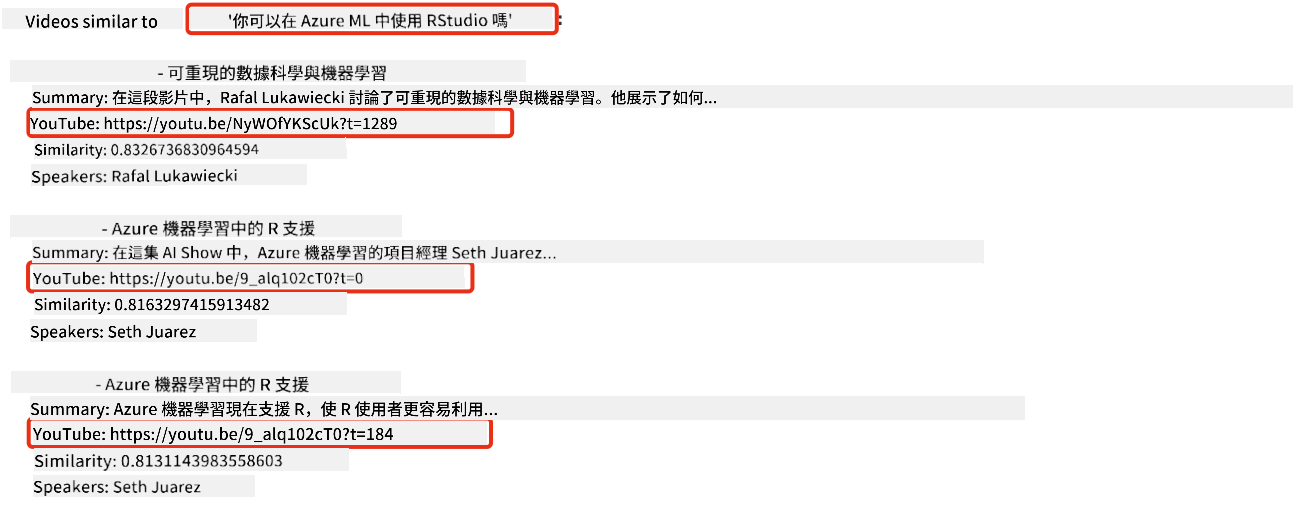 Videos similar to '你可以在 Azure ML 中使用 RStudio 嗎' :
- 可重現的數據科學與機器學習
Summary: 在這段影片中，Rafal Lukawiecki 討論了可重現的數據科學與機器學習。他展示了如何...
YouTube: https://youtu.be/NyWOfYKScUk?t=1289
Similarity: 0.8326736830964594
Speakers: Rafal Lukawiecki
- Azure 機器學習中的 R 支援
Summary: 在這集 AI Show 中，Azure 機器學習的項目經理 Seth Juarez...
YouTube: https://youtu.be/9_alq102cT0?t=0
Similarity: 0.8163297415913482
Speakers: Seth Juarez
- Azure 機器學習中的 R 支援
Summary: Azure 機器學習現在支援 R，使 R 使用者更容易利用...
YouTube: https://youtu.be/9_alq102cT0?t=184
Similarity: 0.8131143983558603
Speakers: Seth Juarez